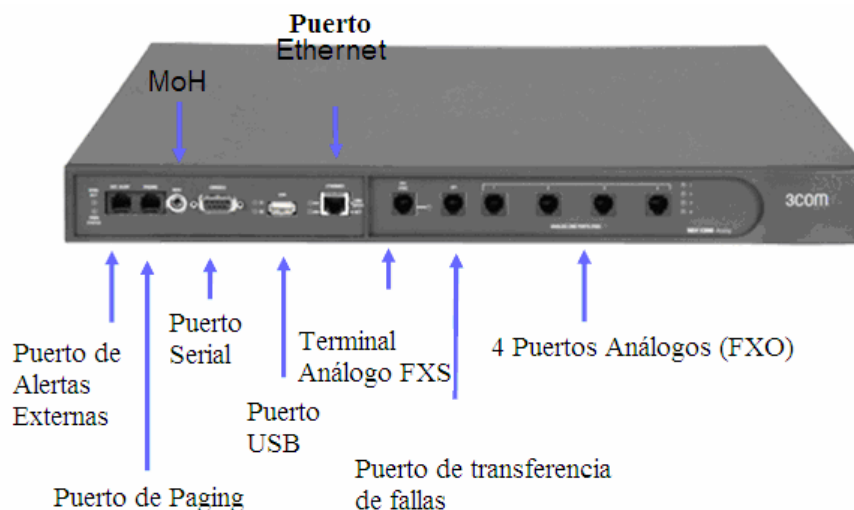 Puerto
Ethernet
MoH
3com
Puerto de
Alertas
Externas
Puerto
Serial
Terminal
Análogo FXS
4 Puertos Análogos (FXO)
Puerto
USB
Puerto de transferencia
de fallas
Puerto de Paging